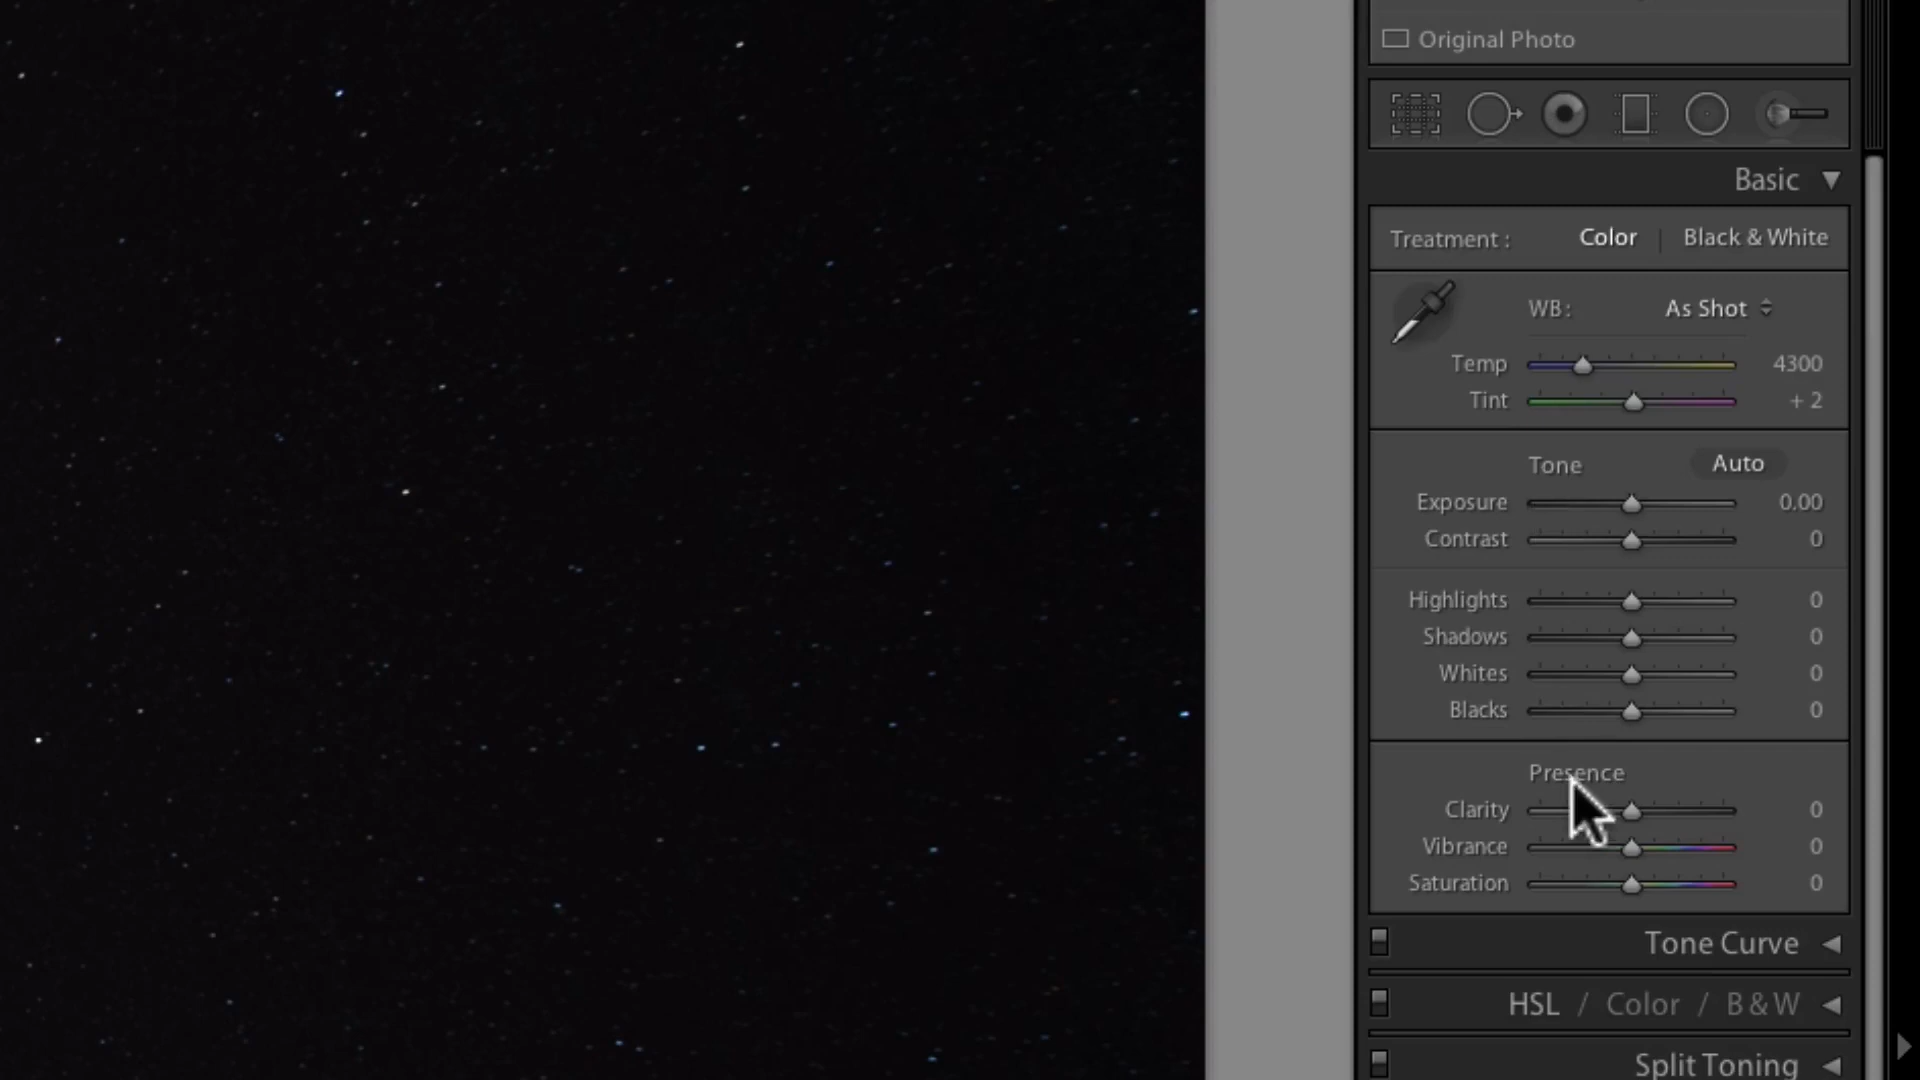 Original Photo
Basic
Treatment : Color | Black & White
WB: As Shot
Temp 4300
Tint + 2
Tone Auto
Exposure 0.00
Contrast 0
Highlights 0
Shadows 0
Whites 0
Blacks 0
Presence
Clarity 0
Vibrance 0
Saturation 0
Tone Curve
HSL / Color / B & W
Split Toning